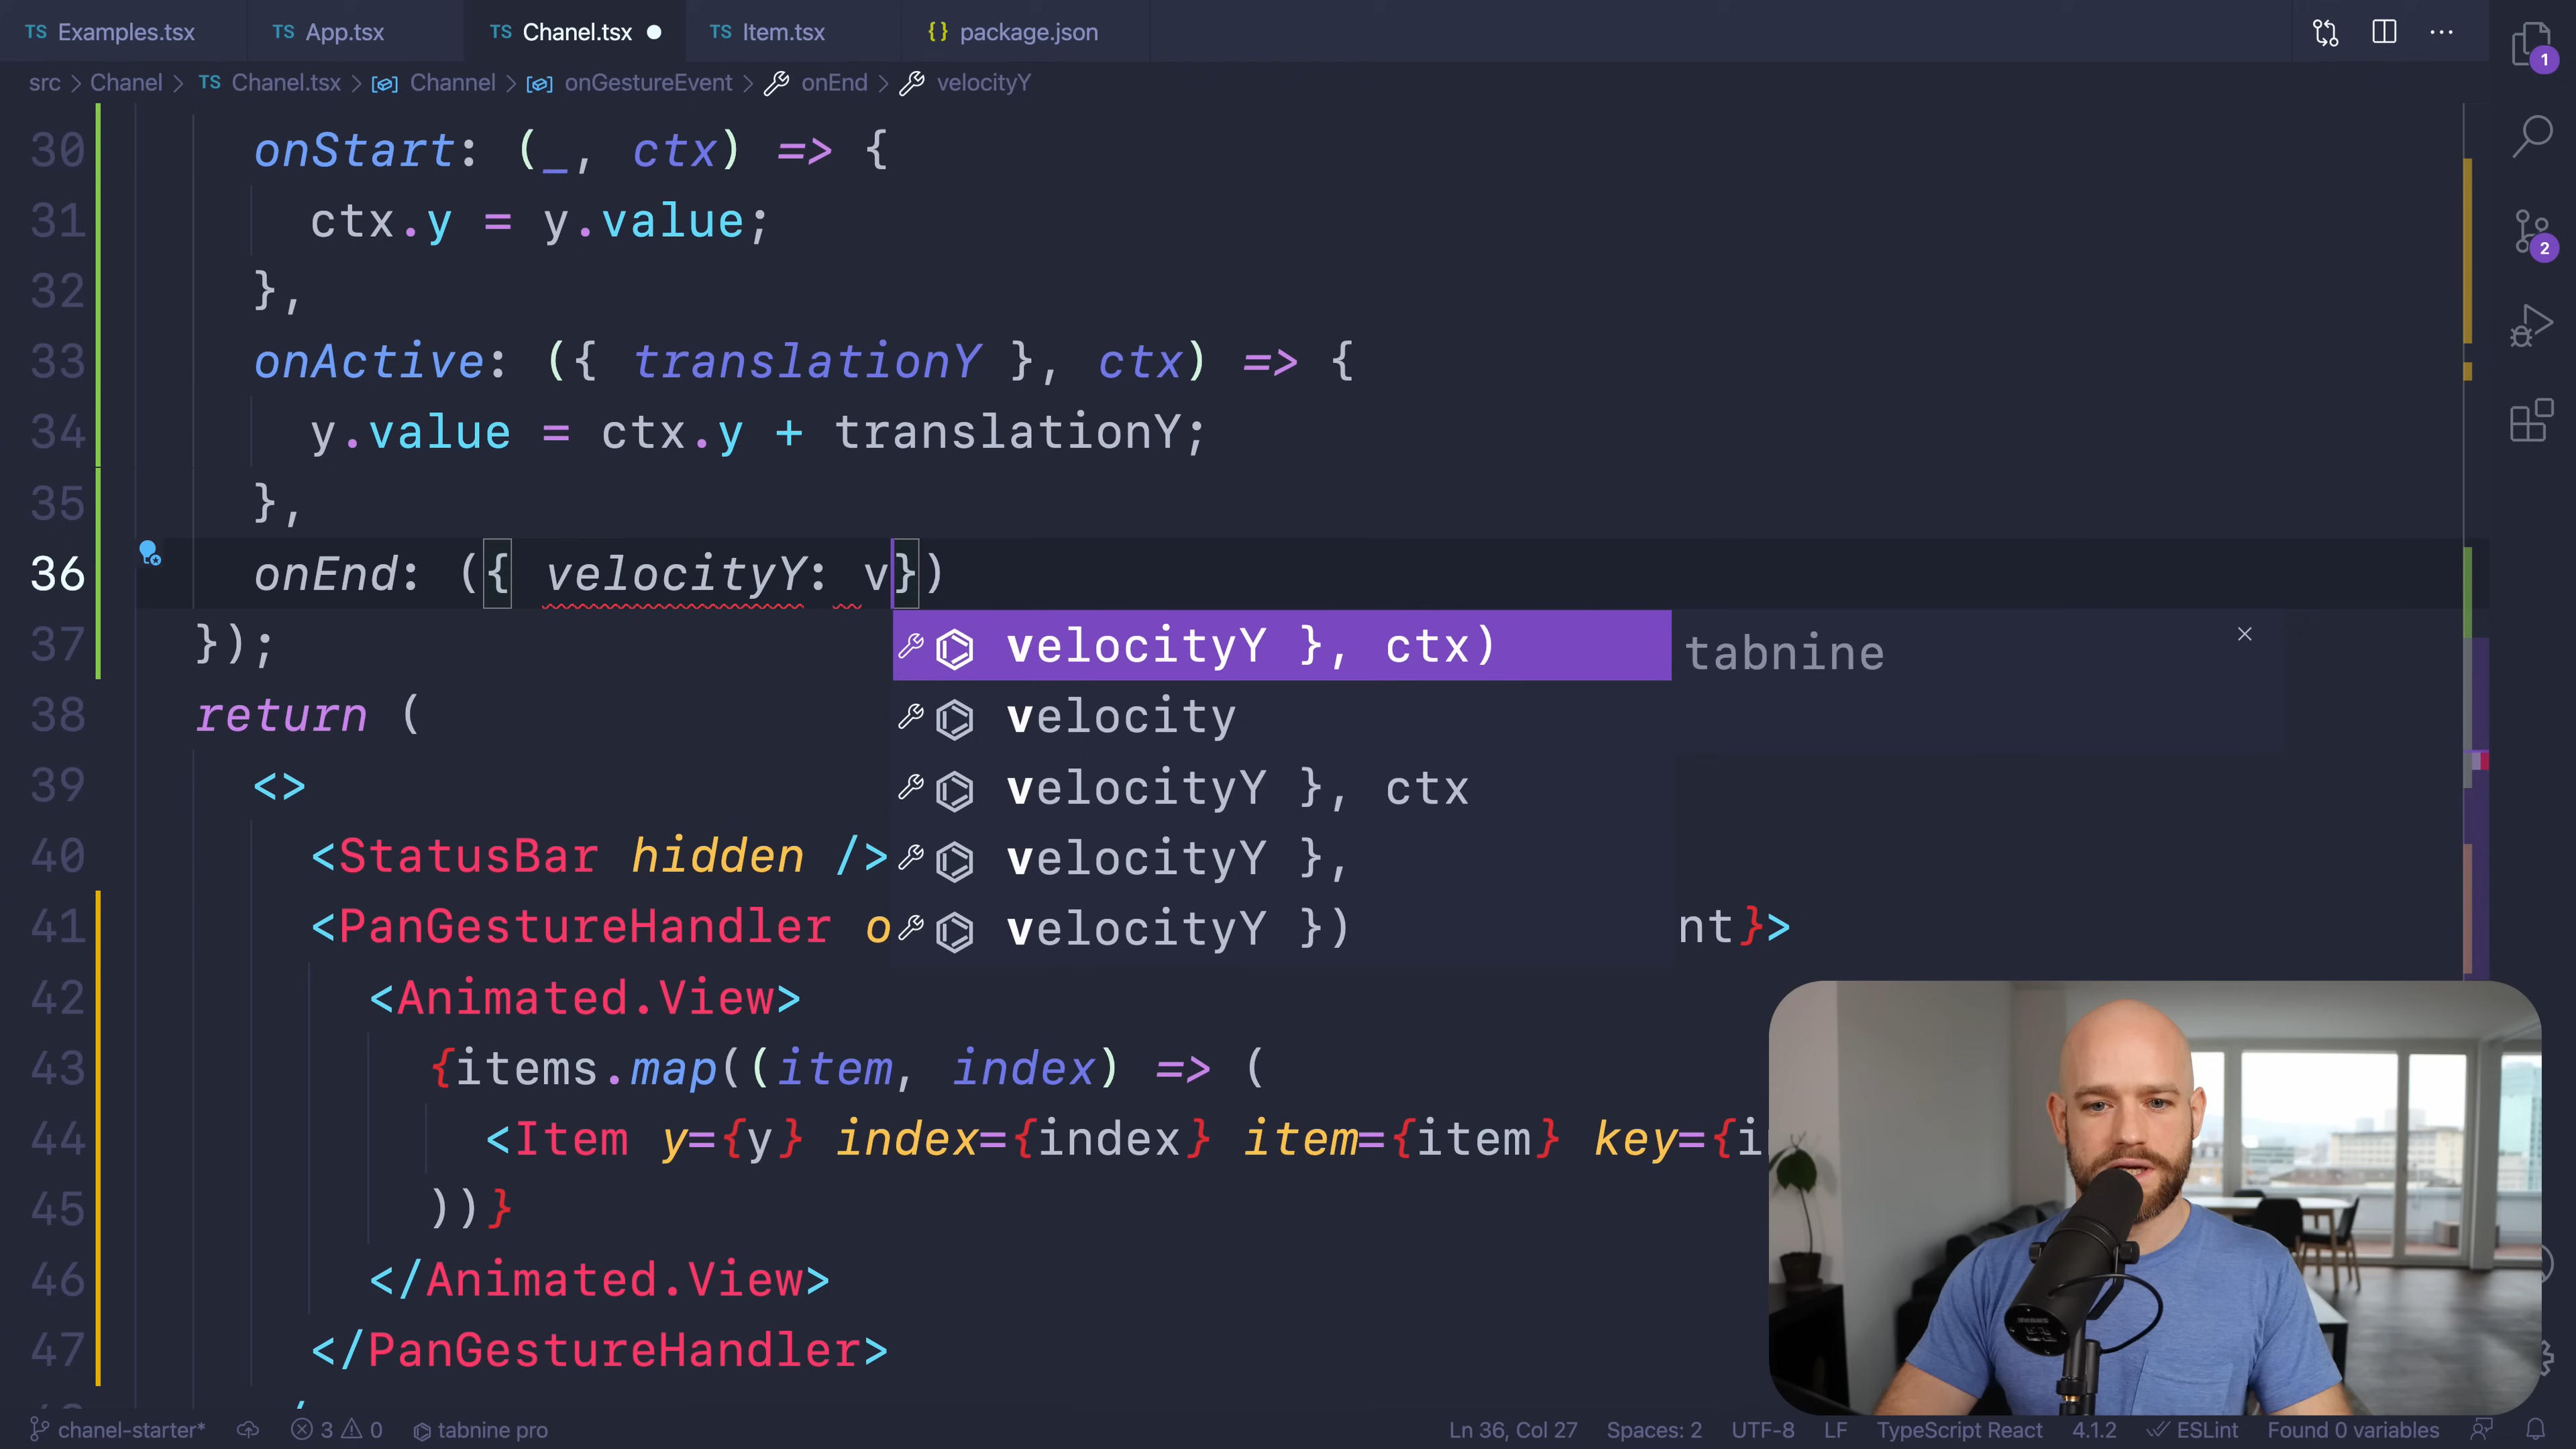 TS Examples.tsx TS App.tsx TS Chanel.tsx TS Item.tsx {} package.json
src > Chanel > TS Chanel.tsx > Channel > onGestureEvent > onEnd > velocityY
1
2
30 onStart: (_, ctx) => {
31 ctx.y = y.value;
32 },
33 onActive: ({ translationY }, ctx) => {
34 y.value = ctx.y + translationY;
35 },
36 onEnd: ({ velocityY: v})
37 });
velocityY }, ctx) tabnine
velocity
velocityY }, ctx
velocityY },
velocityY })
38 return (
39 <>
40 <StatusBar hidden />
41 <PanGestureHandler o nt}>
42 <Animated.View>
43 {items.map((item, index) => (
44 <Item y={y} index={index} item={item} key={i
45 ))}
46 </Animated.View>
47 </PanGestureHandler>
chanel-starter* 3 0 tabnine pro Ln 36, Col 27 Spaces: 2 UTF-8 LF TypeScript React 4.1.2 ESLint Found 0 variables